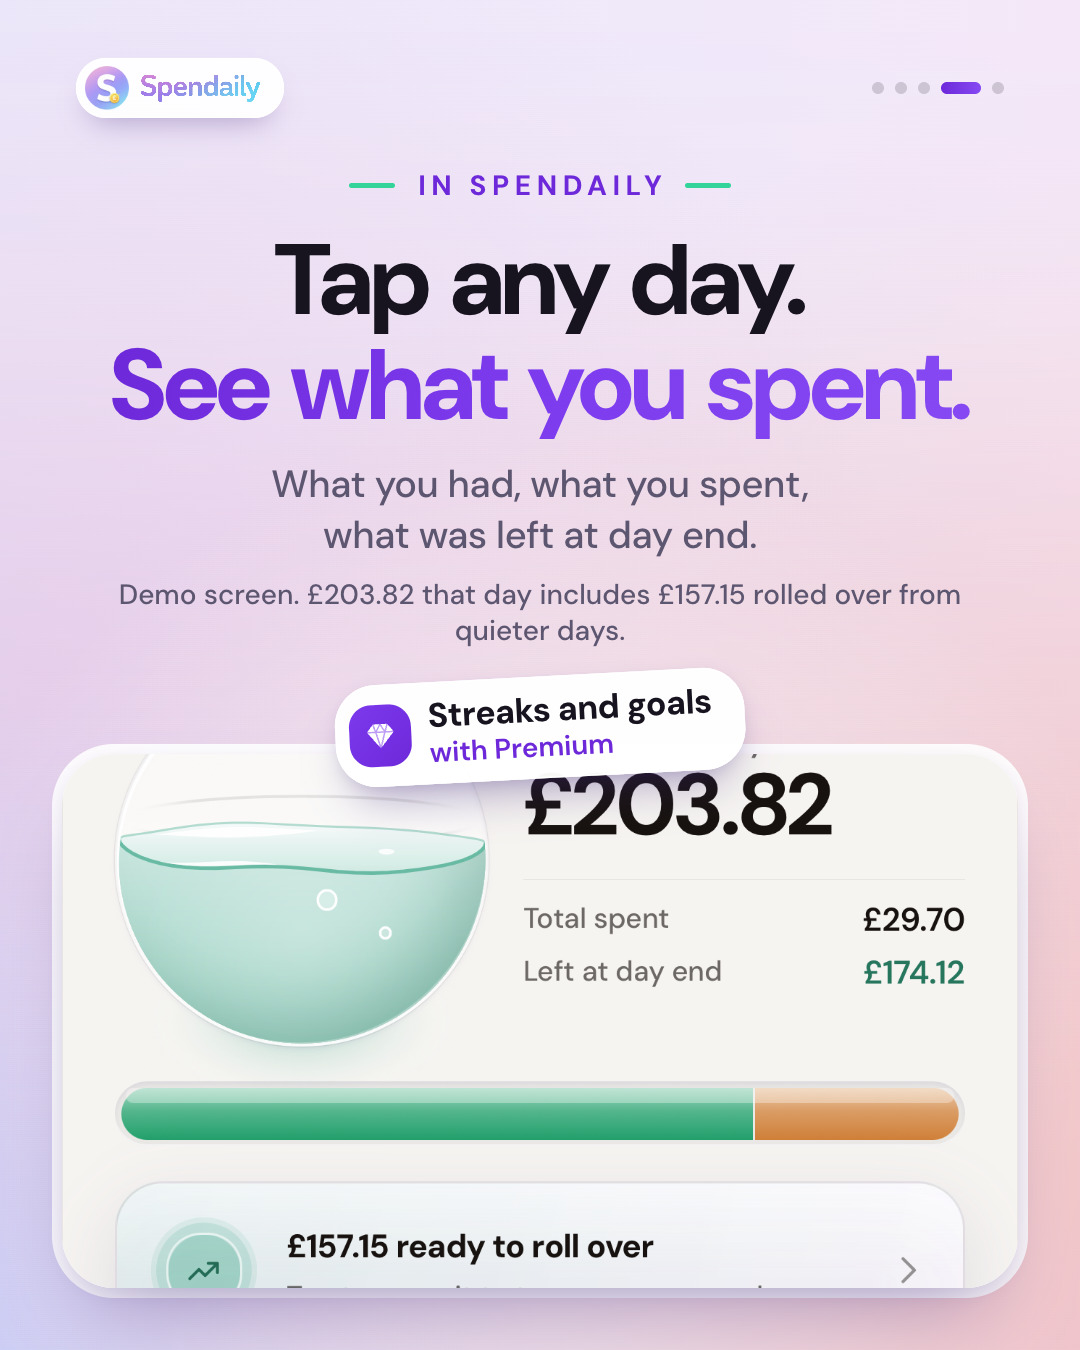 Spendaily
IN SPENDAILY
Tap any day.
See what you spent.
What you had, what you spent,
what was left at day end.
Demo screen. £203.82 that day includes £157.15 rolled over from
quieter days.
Streaks and goals
with Premium
£203.82
Total spent £29.70
Left at day end £174.12
£157.15 ready to roll over